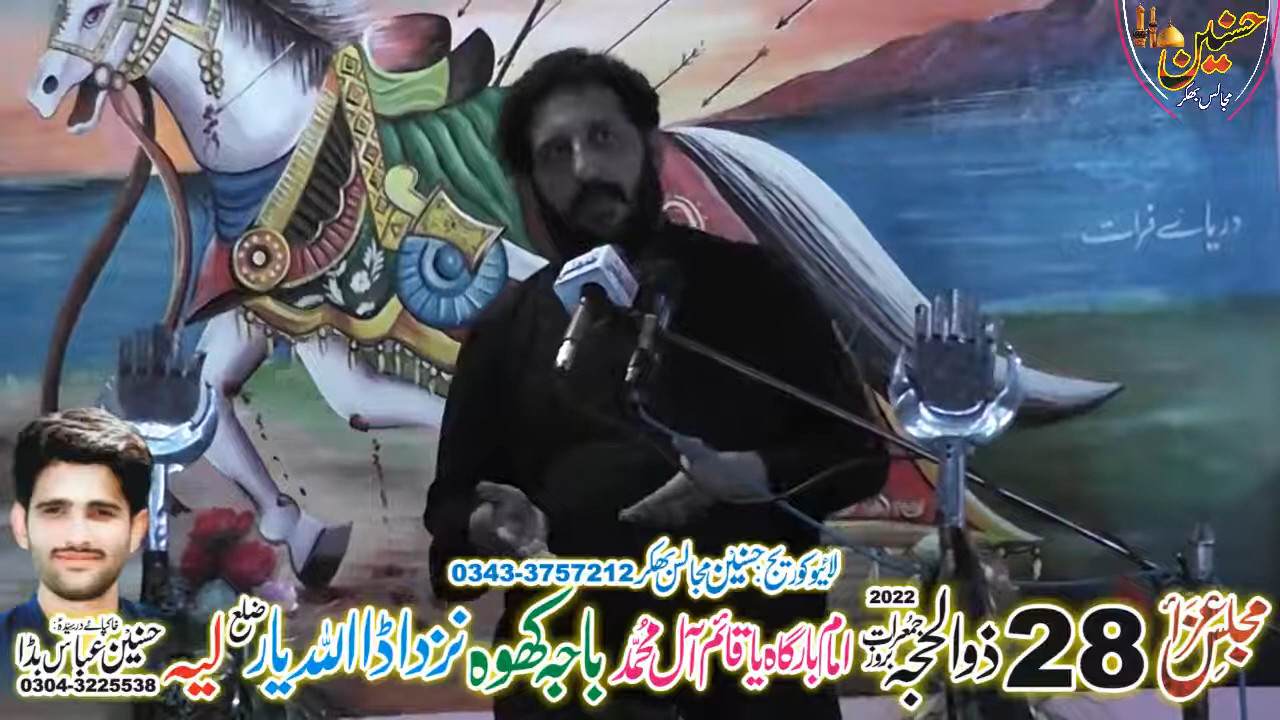 حسنین
مجالس بھکر
دریائے فرات
لائیو کوریج: حسنین مجالس بھکر 0343-3757212
مجلس عزاء 28 ذوالحجہ بروز جمعرات 2022 امام بارگاہ یا قائم آل محمدؐ باجہ کھوہ نزد اڈا اللہ یار ضلع لیہ
خاکپائے در سیدہؑ:
حسنین عباس بڈا
0304-3225538